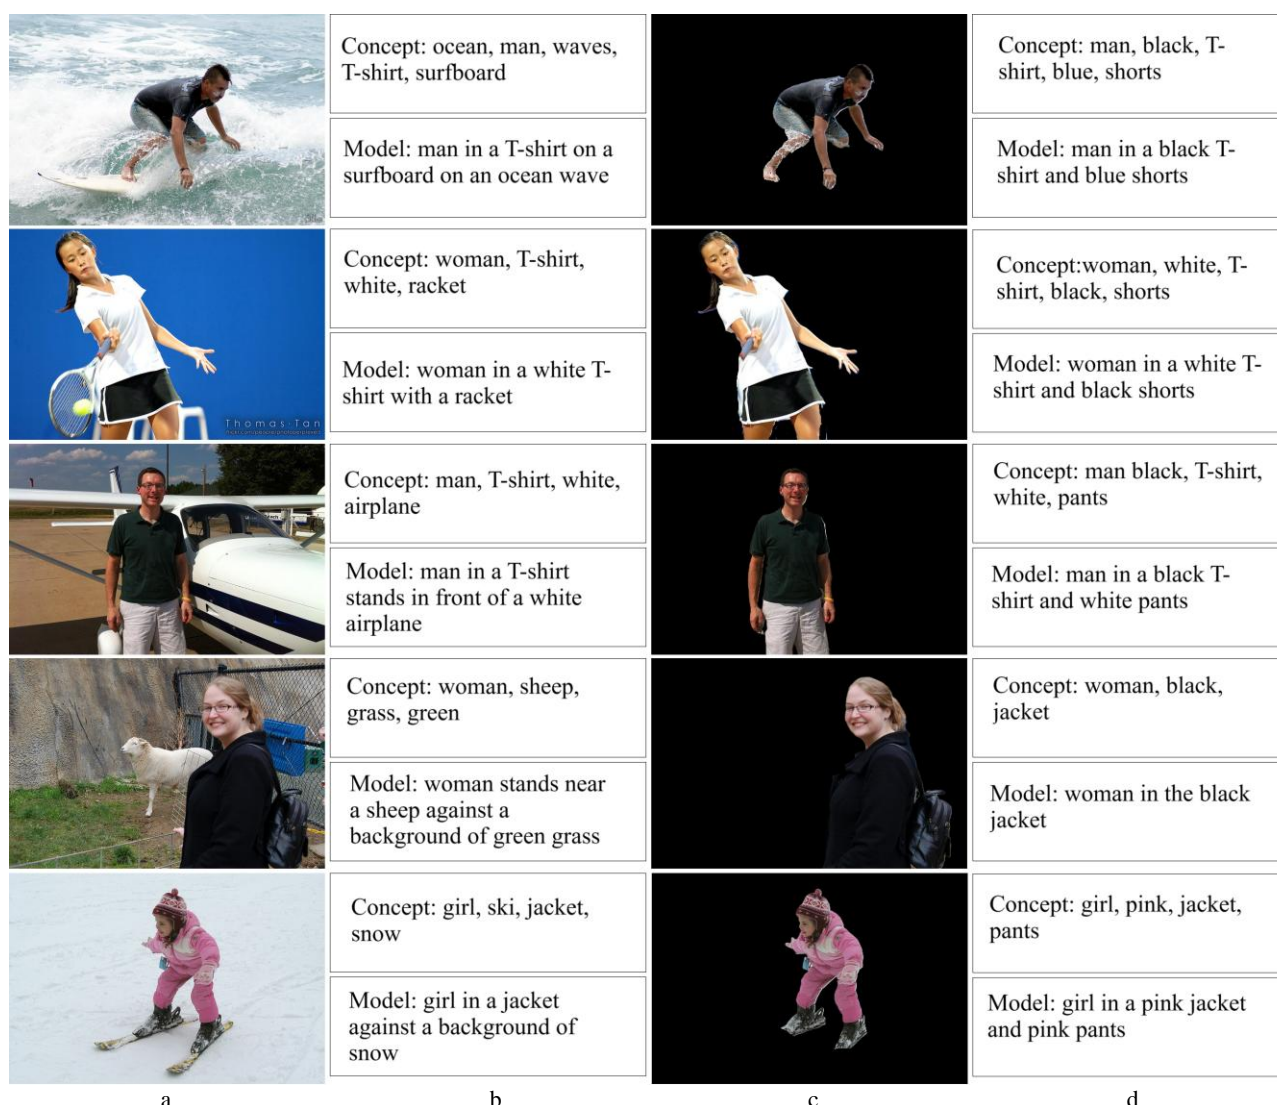 Concept: ocean, man, waves,
T-shirt, surfboard
Model: man in a T-shirt on a
surfboard on an ocean wave
Concept: man, black, T-
shirt, blue, shorts
Model: man in a black T-
shirt and blue shorts
Thomas Tan
Concept: woman, T-shirt,
white, racket
Model: woman in a white T-
shirt with a racket
Concept:woman, white, T-
shirt, black, shorts
Model: woman in a white T-
shirt and black shorts
Concept: man, T-shirt, white,
airplane
Model: man in a T-shirt
stands in front of a white
airplane
Concept: man black, T-shirt,
white, pants
Model: man in a black T-
shirt and white pants
Concept: woman, sheep,
grass, green
Model: woman stands near
a sheep against a
background of green grass
Concept: woman, black,
jacket
Model: woman in the black
jacket
Concept: girl, ski, jacket,
snow
Model: girl in a jacket
against a background of
snow
Concept: girl, pink, jacket,
pants
Model: girl in a pink jacket
and pink pants
a b c d